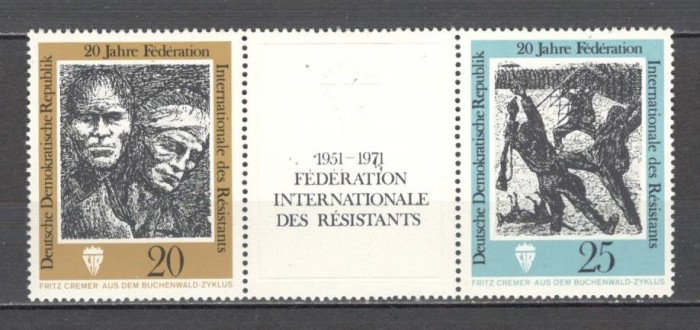 20 Jahre Fédération
Internationale des Résistants
Deutsche Demokratische Republik
FIR
20
FRITZ CREMER · AUS DEM BUCHENWALD-ZYKLUS
1951–1971
FÉDÉRATION
INTERNATIONALE
DES RÉSISTANTS
20 Jahre Fédération
Internationale des Résistants
Deutsche Demokratische Republik
FIR
25
FRITZ CREMER · AUS DEM BUCHENWALD-ZYKLUS